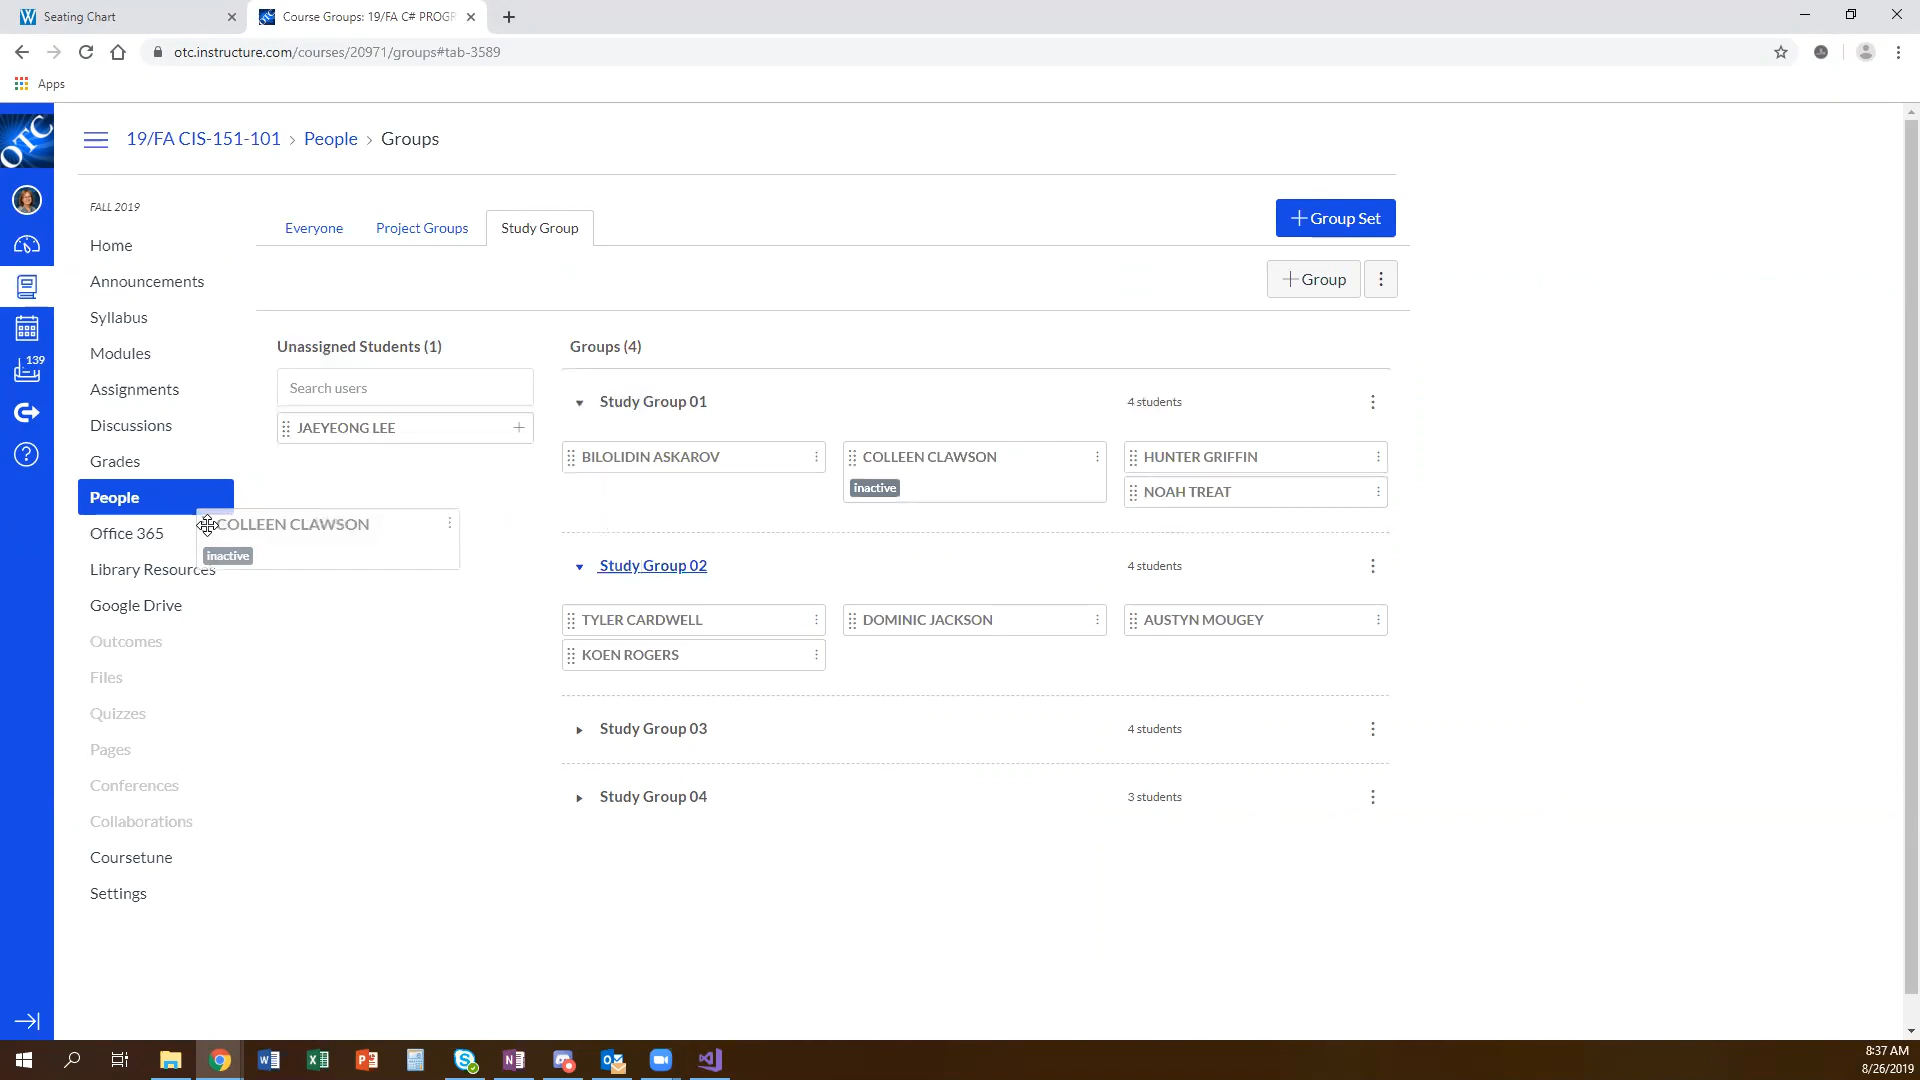 Seating Chart
Course Groups: 19/FA C# PROGR
otc.instructure.com/courses/20971/groups#tab-3589
Apps
OTC
19/FA CIS-151-101 > People > Groups
139
FALL 2019
Home
Announcements
Syllabus
Modules
Assignments
Discussions
Grades
People
Office 365
Library Resources
Google Drive
Outcomes
Files
Quizzes
Pages
Conferences
Collaborations
Coursetune
Settings
Everyone
Project Groups
Study Group
+ Group Set
+ Group
Unassigned Students (1)
Search users
JAEYEONG LEE
COLLEEN CLAWSON
inactive
Groups (4)
Study Group 01
4 students
BILOLIDIN ASKAROV
COLLEEN CLAWSON
inactive
HUNTER GRIFFIN
NOAH TREAT
Study Group 02
4 students
TYLER CARDWELL
DOMINIC JACKSON
AUSTYN MOUGEY
KOEN ROGERS
Study Group 03
4 students
Study Group 04
3 students
8:37 AM
8/26/2019